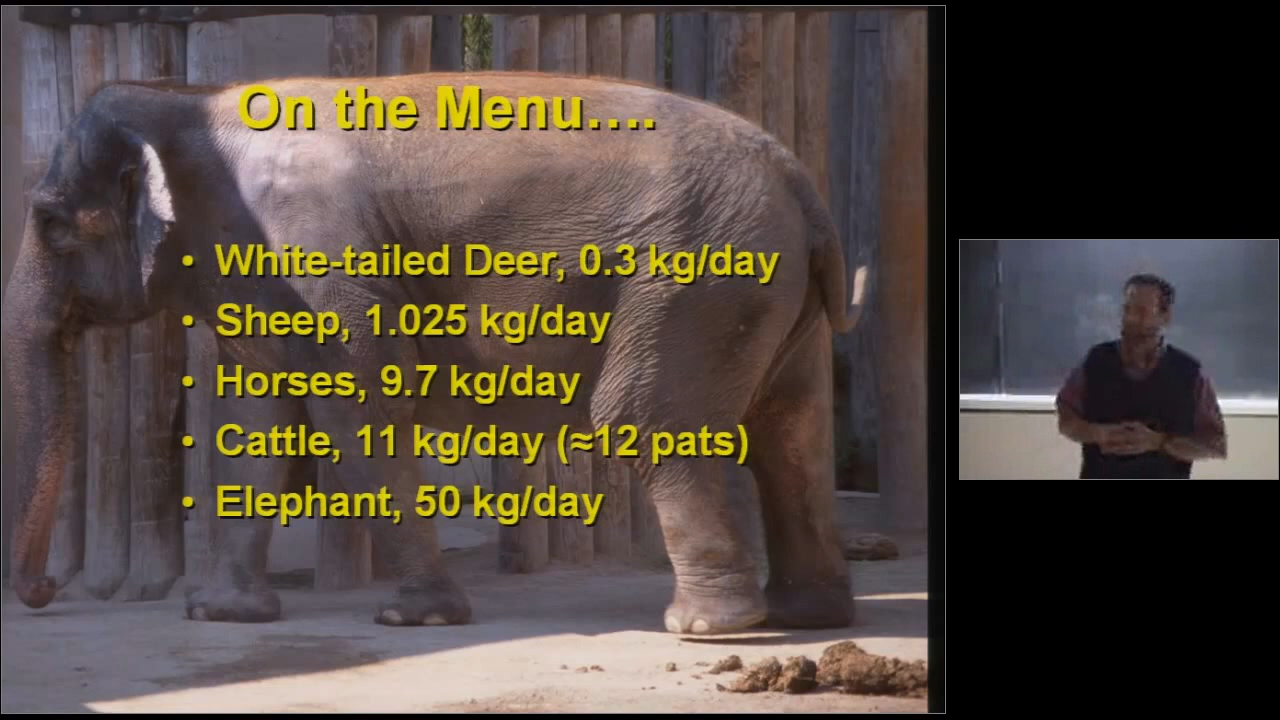 On the Menu....
• White-tailed Deer, 0.3 kg/day
• Sheep, 1.025 kg/day
• Horses, 9.7 kg/day
• Cattle, 11 kg/day (≈12 pats)
• Elephant, 50 kg/day